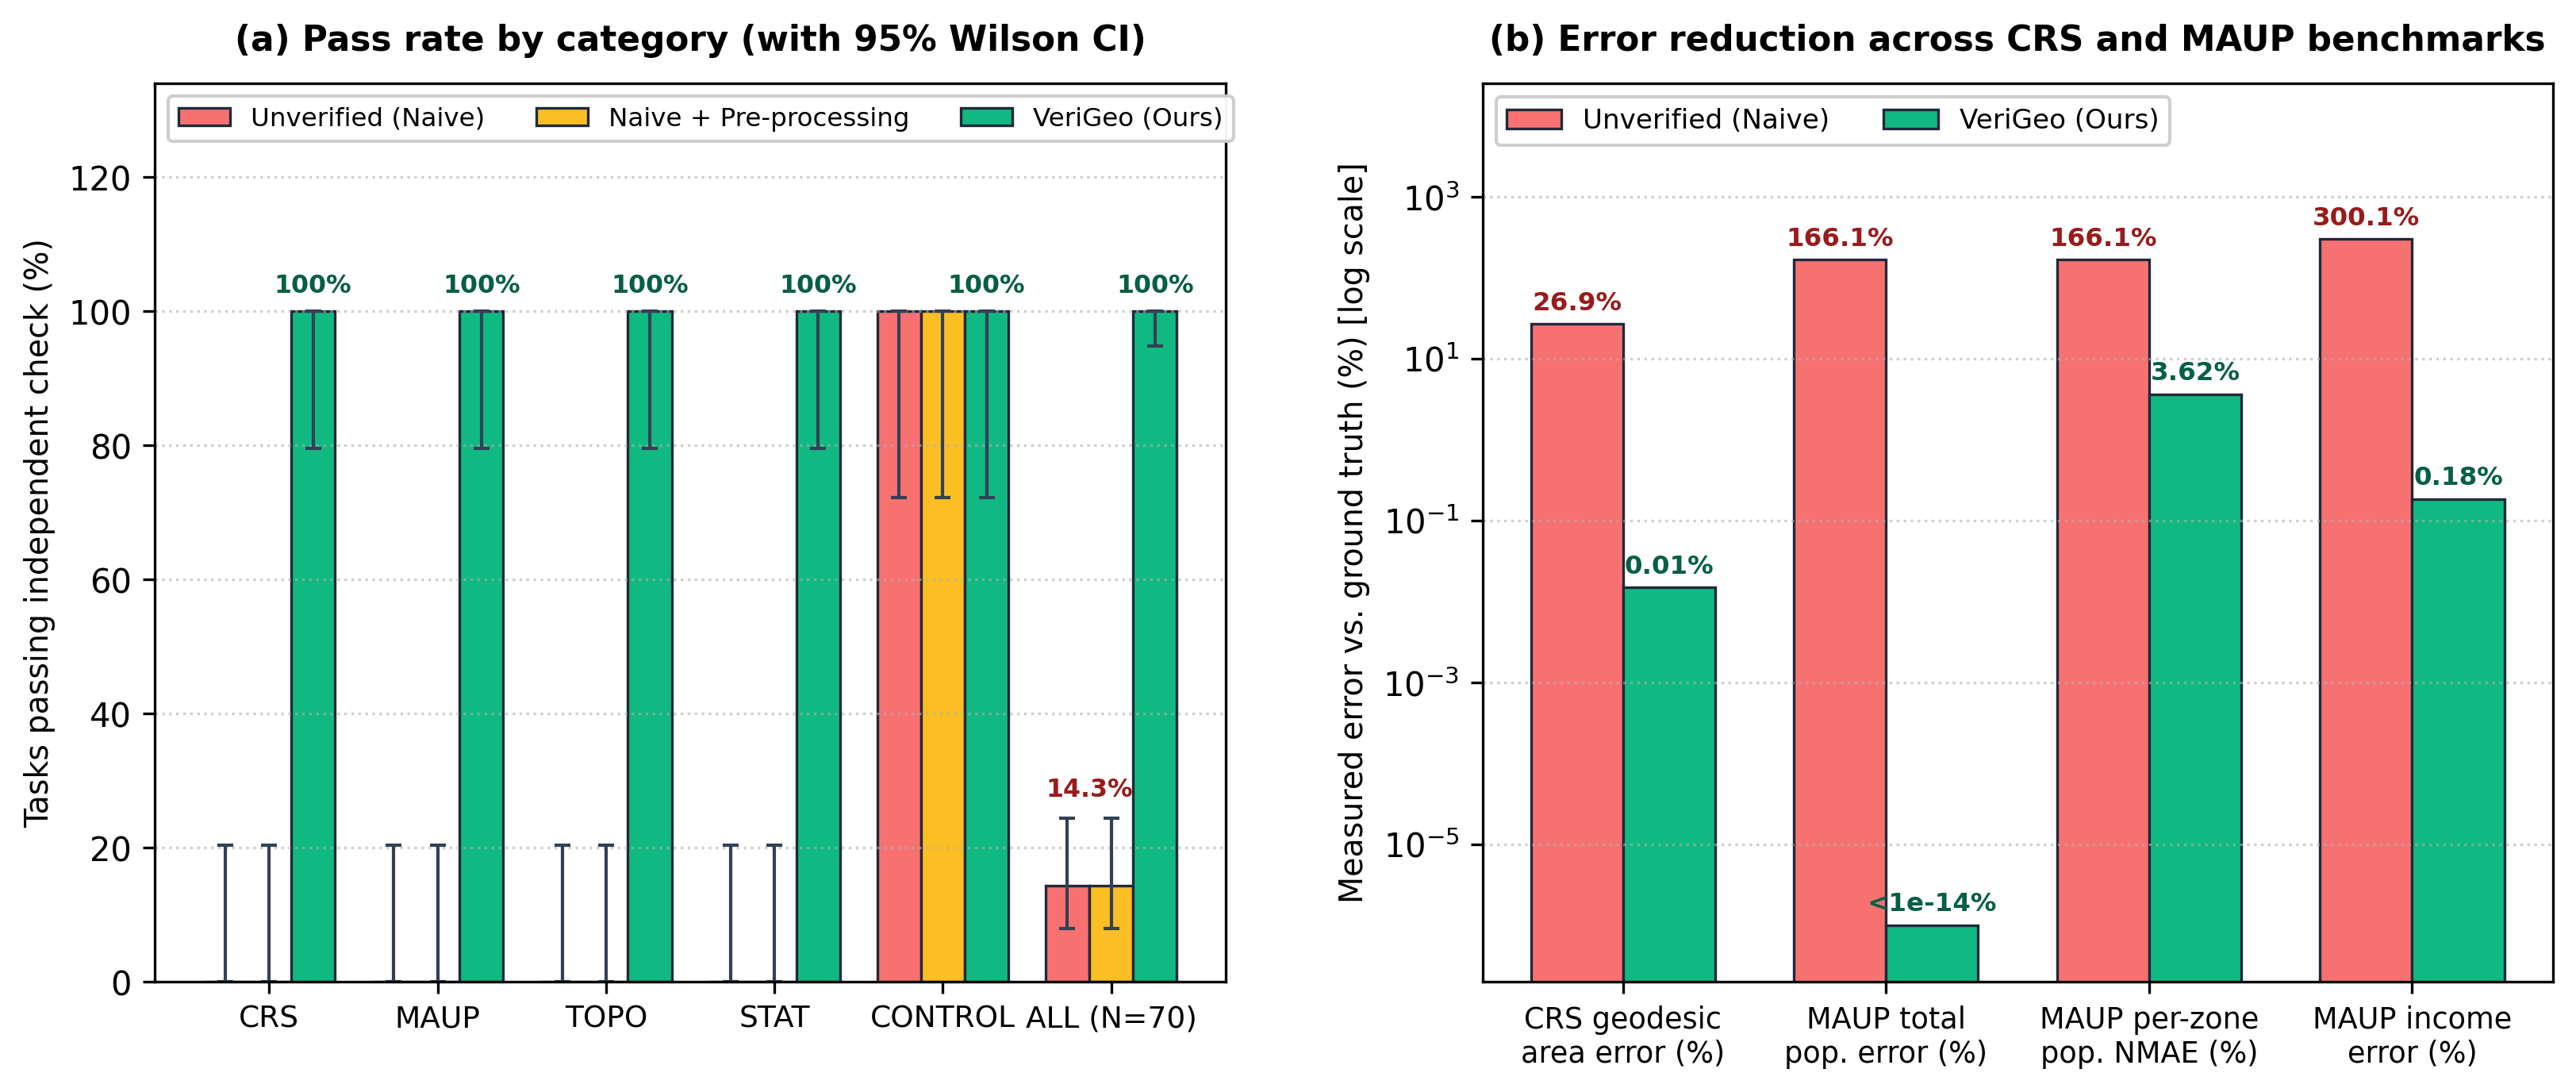 (a) Pass rate by category (with 95% Wilson CI)
Unverified (Naive)
Naive + Pre-processing
VeriGeo (Ours)
Tasks passing independent check (%)
120
100
80
60
40
20
0
100%
100%
100%
100%
100%
100%
14.3%
CRS
MAUP
TOPO
STAT
CONTROL
ALL (N=70)
(b) Error reduction across CRS and MAUP benchmarks
Unverified (Naive)
VeriGeo (Ours)
Measured error vs. ground truth (%) [log scale]
10³
10¹
10⁻¹
10⁻³
10⁻⁵
26.9%
0.01%
166.1%
<1e-14%
166.1%
3.62%
300.1%
0.18%
CRS geodesic
area error (%)
MAUP total
pop. error (%)
MAUP per-zone
pop. NMAE (%)
MAUP income
error (%)